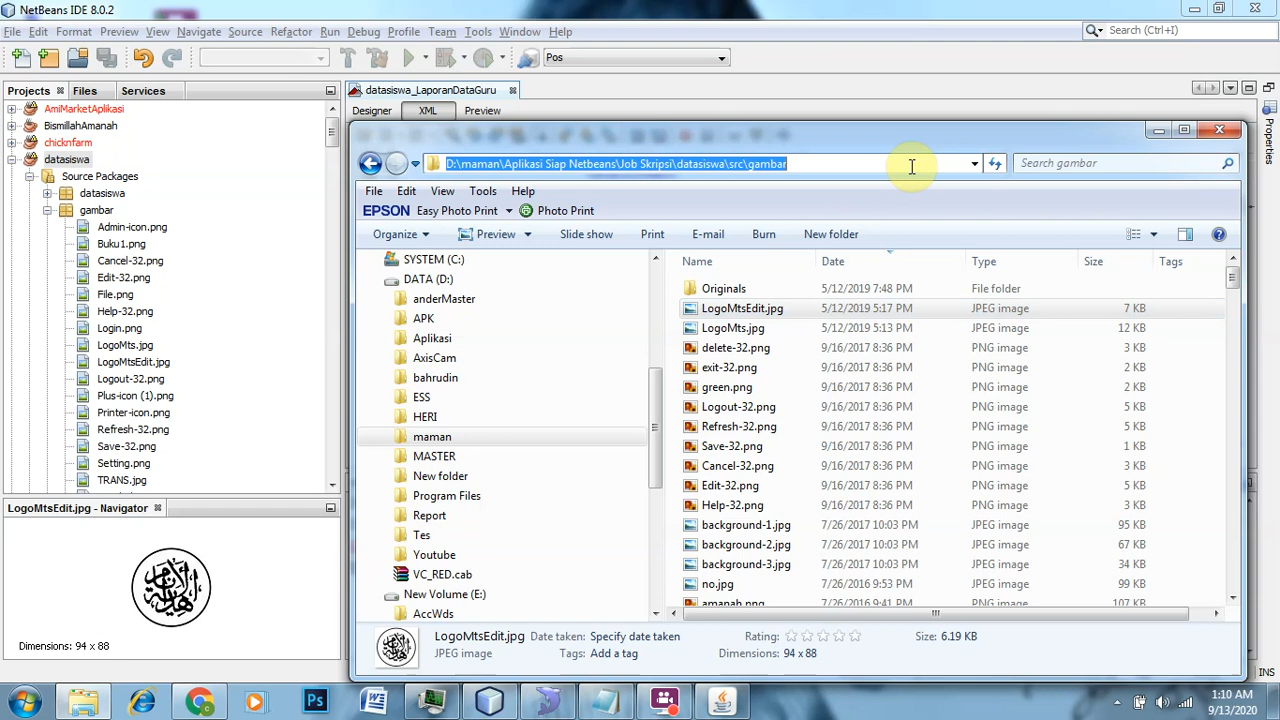 NetBeans IDE 8.0.2
File Edit Format Preview View Navigate Source Refactor Run Debug Profile Team Tools Window Help
Search (Ctrl+I)
Pos
Projects Files Services
datasiswa_LaporanDataGuru
Designer XML Preview
AmiMarketAplikasi
BismillahAmanah
chicknfarm
datasiswa
Source Packages
datasiswa
gambar
Admin-icon.png
Buku1.png
Cancel-32.png
Edit-32.png
File.png
Help-32.png
Login.png
LogoMts.jpg
LogoMtsEdit.jpg
Logout-32.png
Plus-icon (1).png
Printer-icon.png
Refresh-32.png
Save-32.png
Setting.png
TRANS.jpg
LogoMtsEdit.jpg - Navigator
Dimensions: 94 x 88
Properties
D:\maman\Aplikasi Siap Netbeans\Job Skripsi\datasiswa\src\gambar
Search gambar
File Edit View Tools Help
EPSON Easy Photo Print Photo Print
Organize Preview Slide show Print E-mail Burn New folder
SYSTEM (C:)
DATA (D:)
anderMaster
APK
Aplikasi
AxisCam
bahrudin
ESS
HERI
maman
MASTER
New folder
Program Files
Report
Tes
Youtube
VC_RED.cab
New Volume (E:)
AccWds
Name Date Type Size Tags
Originals 5/12/2019 7:48 PM File folder
LogoMtsEdit.jpg 5/12/2019 5:17 PM JPEG image 7 KB
LogoMts.jpg 5/12/2019 5:13 PM JPEG image 12 KB
delete-32.png 9/16/2017 8:36 PM PNG image 3 KB
exit-32.png 9/16/2017 8:36 PM PNG image 2 KB
green.png 9/16/2017 8:36 PM PNG image 2 KB
Logout-32.png 9/16/2017 8:36 PM PNG image 5 KB
Refresh-32.png 9/16/2017 8:36 PM PNG image 5 KB
Save-32.png 9/16/2017 8:36 PM PNG image 1 KB
Cancel-32.png 9/16/2017 8:36 PM PNG image 3 KB
Edit-32.png 9/16/2017 8:36 PM PNG image 5 KB
Help-32.png 9/16/2017 8:36 PM PNG image 5 KB
background-1.jpg 7/26/2017 10:03 PM JPEG image 95 KB
background-2.jpg 7/26/2017 10:03 PM JPEG image 67 KB
background-3.jpg 7/26/2017 10:03 PM JPEG image 34 KB
no.jpg 7/26/2016 9:53 PM JPEG image 99 KB
amanah.png 7/26/2016 9:41 PM PNG image 107 KB
LogoMtsEdit.jpg Date taken: Specify date taken Rating: Size: 6.19 KB
JPEG image Tags: Add a tag Dimensions: 94 x 88
INS
1:10 AM
9/13/2020